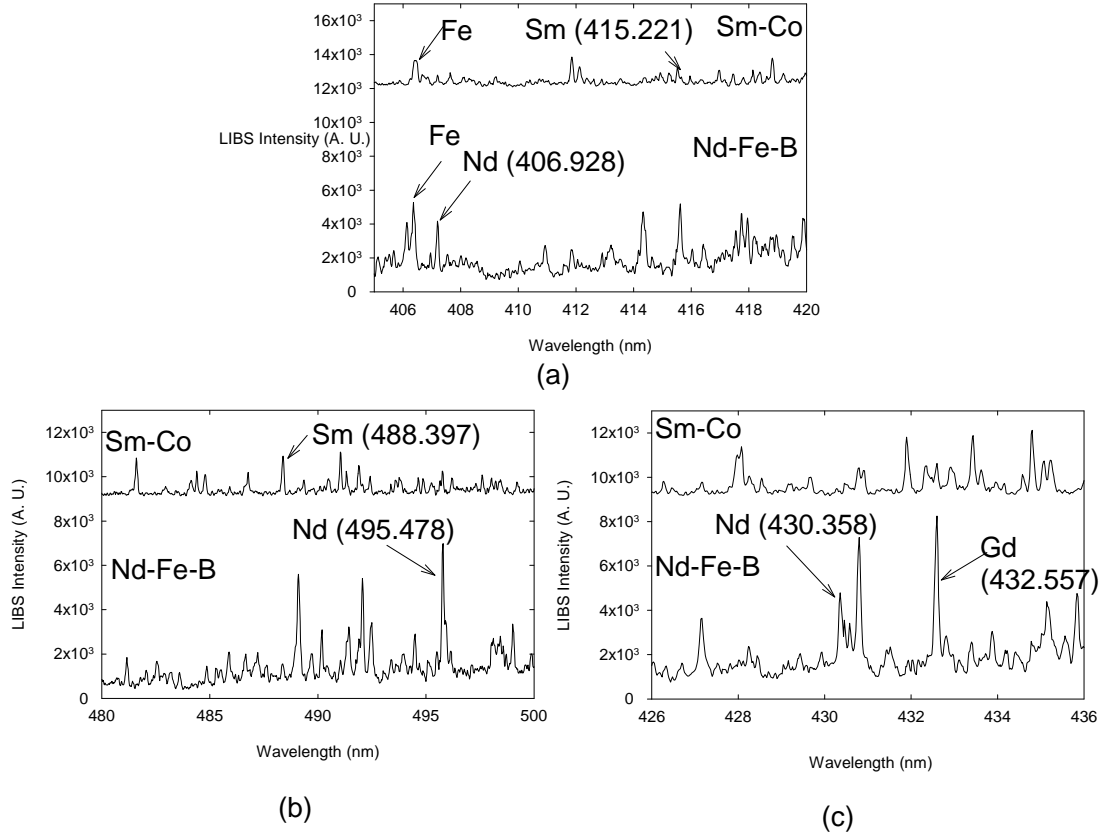 16x10³
Fe
Sm (415.221)
Sm-Co
14x10³
12x10³
16x10³
LIBS Intensity (A. U.)
Fe
Nd-Fe-B
8x10³
Nd (406.928)
6x10³
4x10³
2x10³
0
406 408 410 412 414 416 418 420
Wavelength (nm)
(a)
12x10³
Sm-Co
Sm (488.397)
10x10³
8x10³
Nd (495.478)
6x10³
Nd-Fe-B
4x10³
2x10³
0
LIBS Intensity (A. U.)
480 485 490 495 500
Wavelength (nm)
(b)
Sm-Co
12x10³
10x10³
8x10³
Nd (430.358)
Gd
6x10³
Nd-Fe-B
(432.557)
4x10³
2x10³
0
LIBS Intensity (A. U.)
426 428 430 432 434 436
Wavelength (nm)
(c)